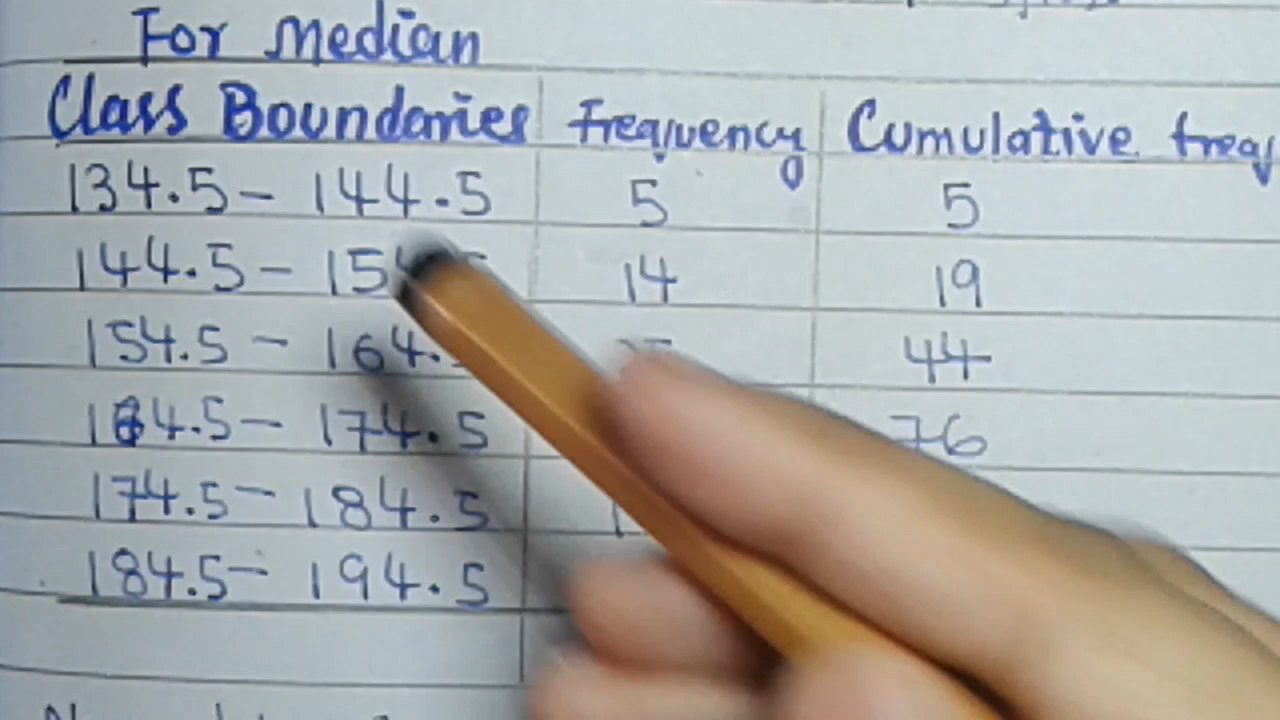 For Median
Class Boundaries Frequency Cumulative freq
134.5 - 144.5 5 5
144.5 - 14 19
154.5 - 164. 44
164.5 - 174.5 76
174.5 - 184.5
184.5 - 194.5